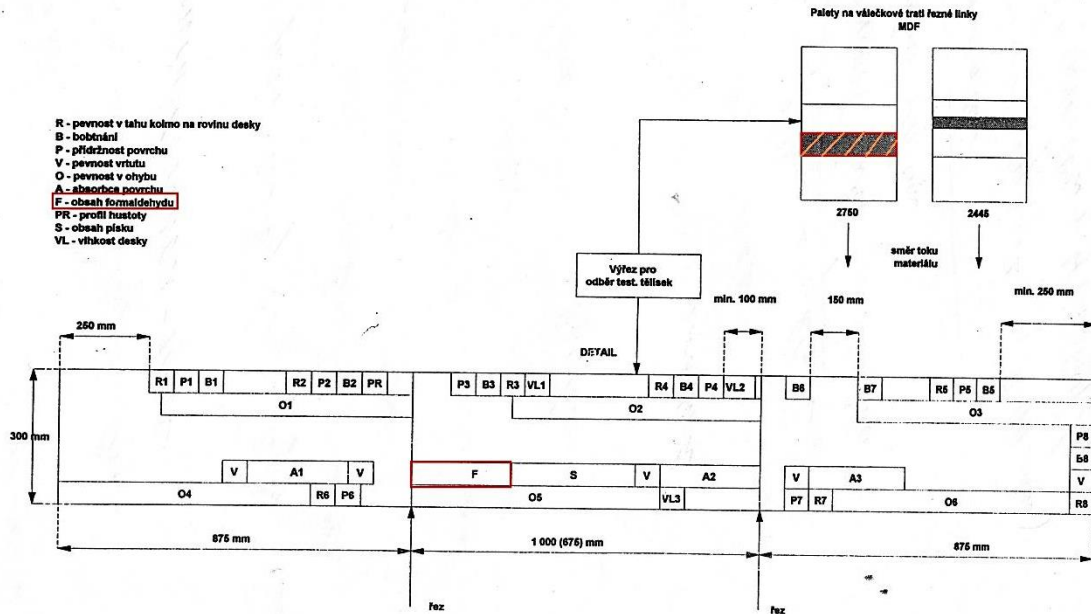 Palety na válečkové trati řezné linky
MDF
R - pevnost v tahu kolmo na rovinu desky
B - bobtnání
P - přídržnost povrchu
V - pevnost vrtutu
O - pevnost v ohybu
A - absorbce povrchu
F - obsah formaldehydu
PR - profil hustoty
S - obsah písku
VL - vlhkost desky
2750
2445
směr toku
materiálu
Výřez pro
odběr test. tělísek
min. 100 mm
150 mm
min. 250 mm
250 mm
DETAIL
R1 P1 B1 R2 P2 B2 PR P3 B3 R3 VL1 R4 B4 P4 VL2 B6 B7 R5 P5 B5
O1 O2 O3
300 mm
P8
Б8
V A1 V F S V A2 V A3 V
O4 R6 P6 O5 VL3 P7 R7 O6 R8
875 mm
1 000 (675) mm
875 mm
řez
řez